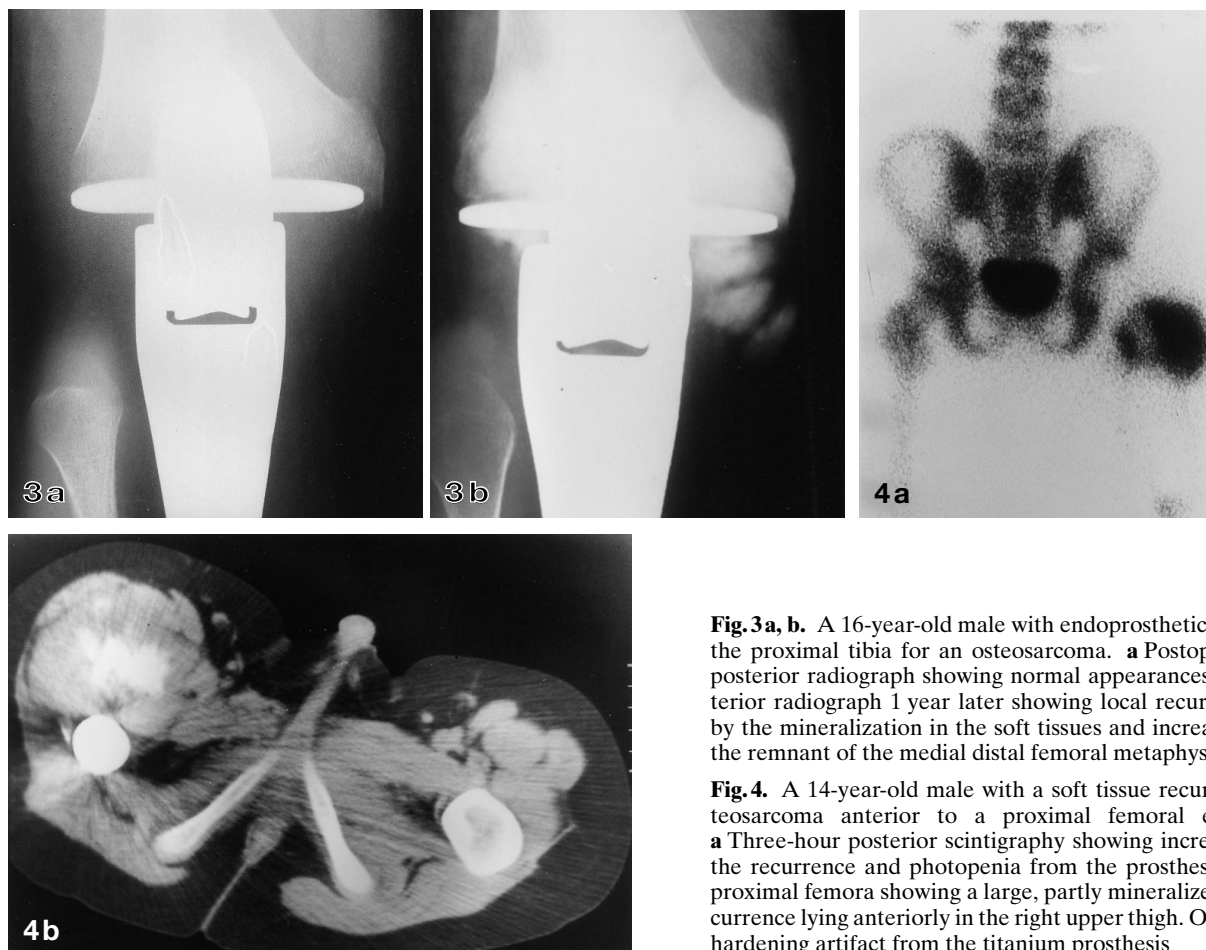 3a
3b
4a
4b
Fig. 3a, b. A 16-year-old male with endoprosthetic
the proximal tibia for an osteosarcoma. a Postop
posterior radiograph showing normal appearances
terior radiograph 1 year later showing local recur
by the mineralization in the soft tissues and increa
the remnant of the medial distal femoral metaphys
Fig. 4. A 14-year-old male with a soft tissue recur
teosarcoma anterior to a proximal femoral e
a Three-hour posterior scintigraphy showing incre
the recurrence and photopenia from the prosthes
proximal femora showing a large, partly mineralize
currence lying anteriorly in the right upper thigh. O
hardening artifact from the titanium prosthesis